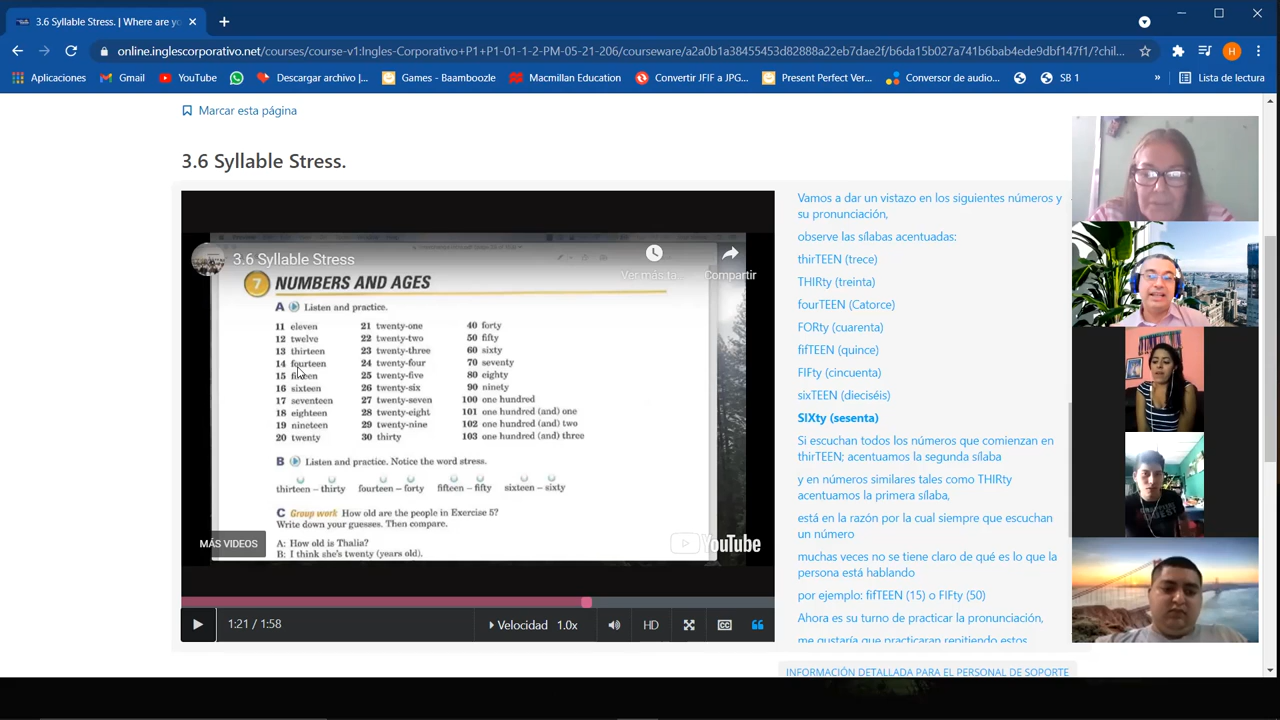 3.6 Syllable Stress. | Where are yo
online.inglescorporativo.net/courses/course-v1:Ingles-Corporativo+P1+P1-01-1-2-PM-05-21-206/courseware/a2a0b1a38455453d82888a22eb7dae2f/b6da15b027a741b6bab4ede9dbf147f1/?chil...
H
Aplicaciones
Gmail
YouTube
Descargar archivo |...
Games - Baamboozle
Macmillan Education
Convertir JFIF a JPG...
Present Perfect Ver...
Conversor de audio...
SB 1
»
Lista de lectura
Marcar esta página
3.6 Syllable Stress.
3.6 Syllable Stress
Ver más ta...
Compartir
7 NUMBERS AND AGES
A Listen and practice.
11 eleven 21 twenty-one 40 forty
12 twelve 22 twenty-two 50 fifty
13 thirteen 23 twenty-three 60 sixty
14 fourteen 24 twenty-four 70 seventy
15 fifteen 25 twenty-five 80 eighty
16 sixteen 26 twenty-six 90 ninety
17 seventeen 27 twenty-seven 100 one hundred
18 eighteen 28 twenty-eight 101 one hundred (and) one
19 nineteen 29 twenty-nine 102 one hundred (and) two
20 twenty 30 thirty 103 one hundred (and) three
B Listen and practice. Notice the word stress.
thirteen – thirty fourteen – forty fifteen – fifty sixteen – sixty
C Group work How old are the people in Exercise 5?
Write down your guesses. Then compare.
A: How old is Thalia?
B: I think she's twenty (years old).
MÁS VIDEOS
YouTube
1:21 / 1:58
Velocidad 1.0x
HD
Vamos a dar un vistazo en los siguientes números y
su pronunciación,
observe las sílabas acentuadas:
thirTEEN (trece)
THIRty (treinta)
fourTEEN (Catorce)
FORty (cuarenta)
fifTEEN (quince)
FIFty (cincuenta)
sixTEEN (dieciséis)
SIXty (sesenta)
Si escuchan todos los números que comienzan en
thirTEEN; acentuamos la segunda sílaba
y en números similares tales como THIRty
acentuamos la primera sílaba,
está en la razón por la cual siempre que escuchan
un número
muchas veces no se tiene claro de qué es lo que la
persona está hablando
por ejemplo: fifTEEN (15) o FIFty (50)
Ahora es su turno de practicar la pronunciación,
me gustaría que practicaran repitiendo estos
INFORMACIÓN DETALLADA PARA EL PERSONAL DE SOPORTE